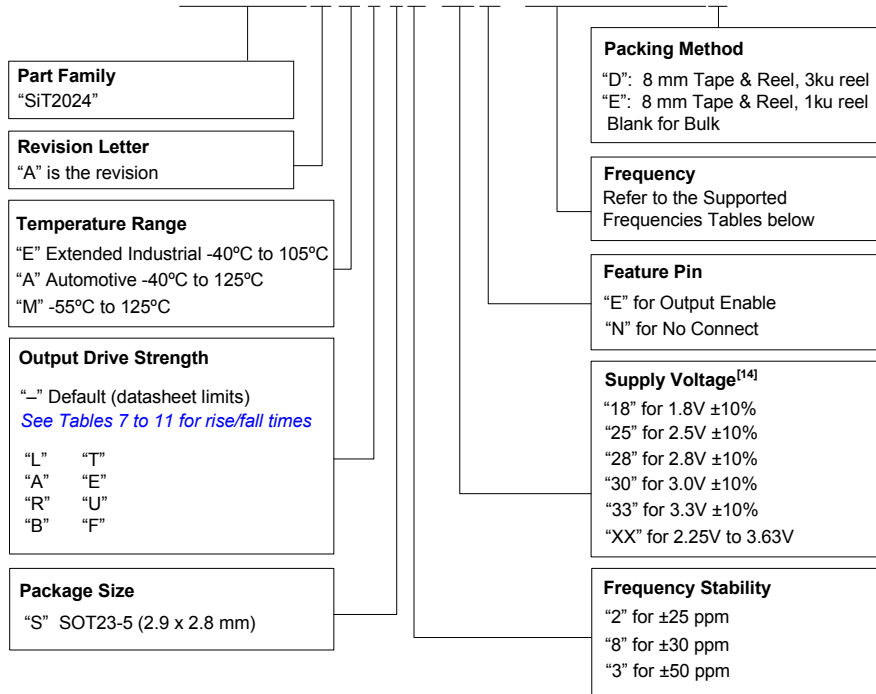 Part Family
“SiT2024”
Revision Letter
“A” is the revision
Temperature Range
“E” Extended Industrial -40ºC to 105ºC
“A” Automotive -40ºC to 125ºC
“M” -55ºC to 125ºC
Output Drive Strength
“–” Default (datasheet limits)
See Tables 7 to 11 for rise/fall times
“L” “T”
“A” “E”
“R” “U”
“B” “F”
Package Size
“S” SOT23-5 (2.9 x 2.8 mm)
Packing Method
“D”: 8 mm Tape & Reel, 3ku reel
“E”: 8 mm Tape & Reel, 1ku reel
Blank for Bulk
Frequency
Refer to the Supported
Frequencies Tables below
Feature Pin
“E” for Output Enable
“N” for No Connect
Supply Voltage[14]
“18” for 1.8V ±10%
“25” for 2.5V ±10%
“28” for 2.8V ±10%
“30” for 3.0V ±10%
“33” for 3.3V ±10%
“XX” for 2.25V to 3.63V
Frequency Stability
“2” for ±25 ppm
“8” for ±30 ppm
“3” for ±50 ppm